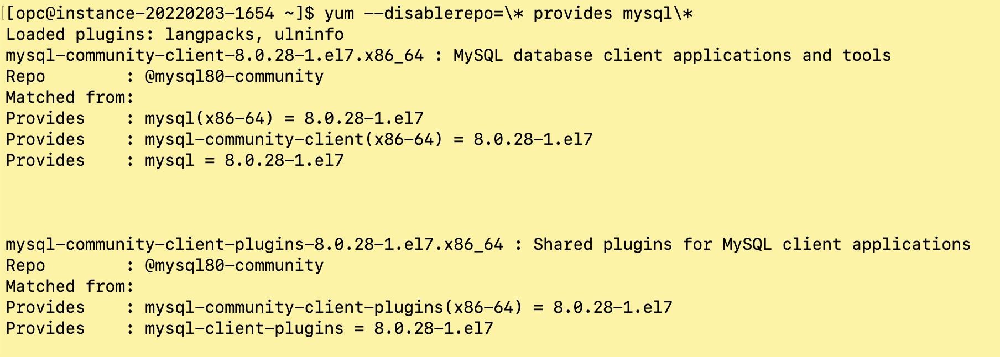 [[opc@instance-20220203-1654 ~]$ yum --disablerepo=\* provides mysql\*
Loaded plugins: langpacks, ulninfo
mysql-community-client-8.0.28-1.el7.x86_64 : MySQL database client applications and tools
Repo        : @mysql80-community
Matched from:
Provides    : mysql(x86-64) = 8.0.28-1.el7
Provides    : mysql-community-client(x86-64) = 8.0.28-1.el7
Provides    : mysql = 8.0.28-1.el7
mysql-community-client-plugins-8.0.28-1.el7.x86_64 : Shared plugins for MySQL client applications
Repo        : @mysql80-community
Matched from:
Provides    : mysql-community-client-plugins(x86-64) = 8.0.28-1.el7
Provides    : mysql-client-plugins = 8.0.28-1.el7